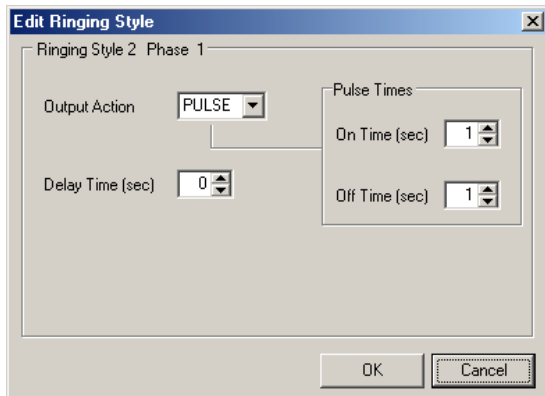 Edit Ringing Style
Ringing Style 2 Phase 1
Output Action PULSE
Delay Time (sec) 0
Pulse Times
On Time (sec) 1
Off Time (sec) 1
OK Cancel